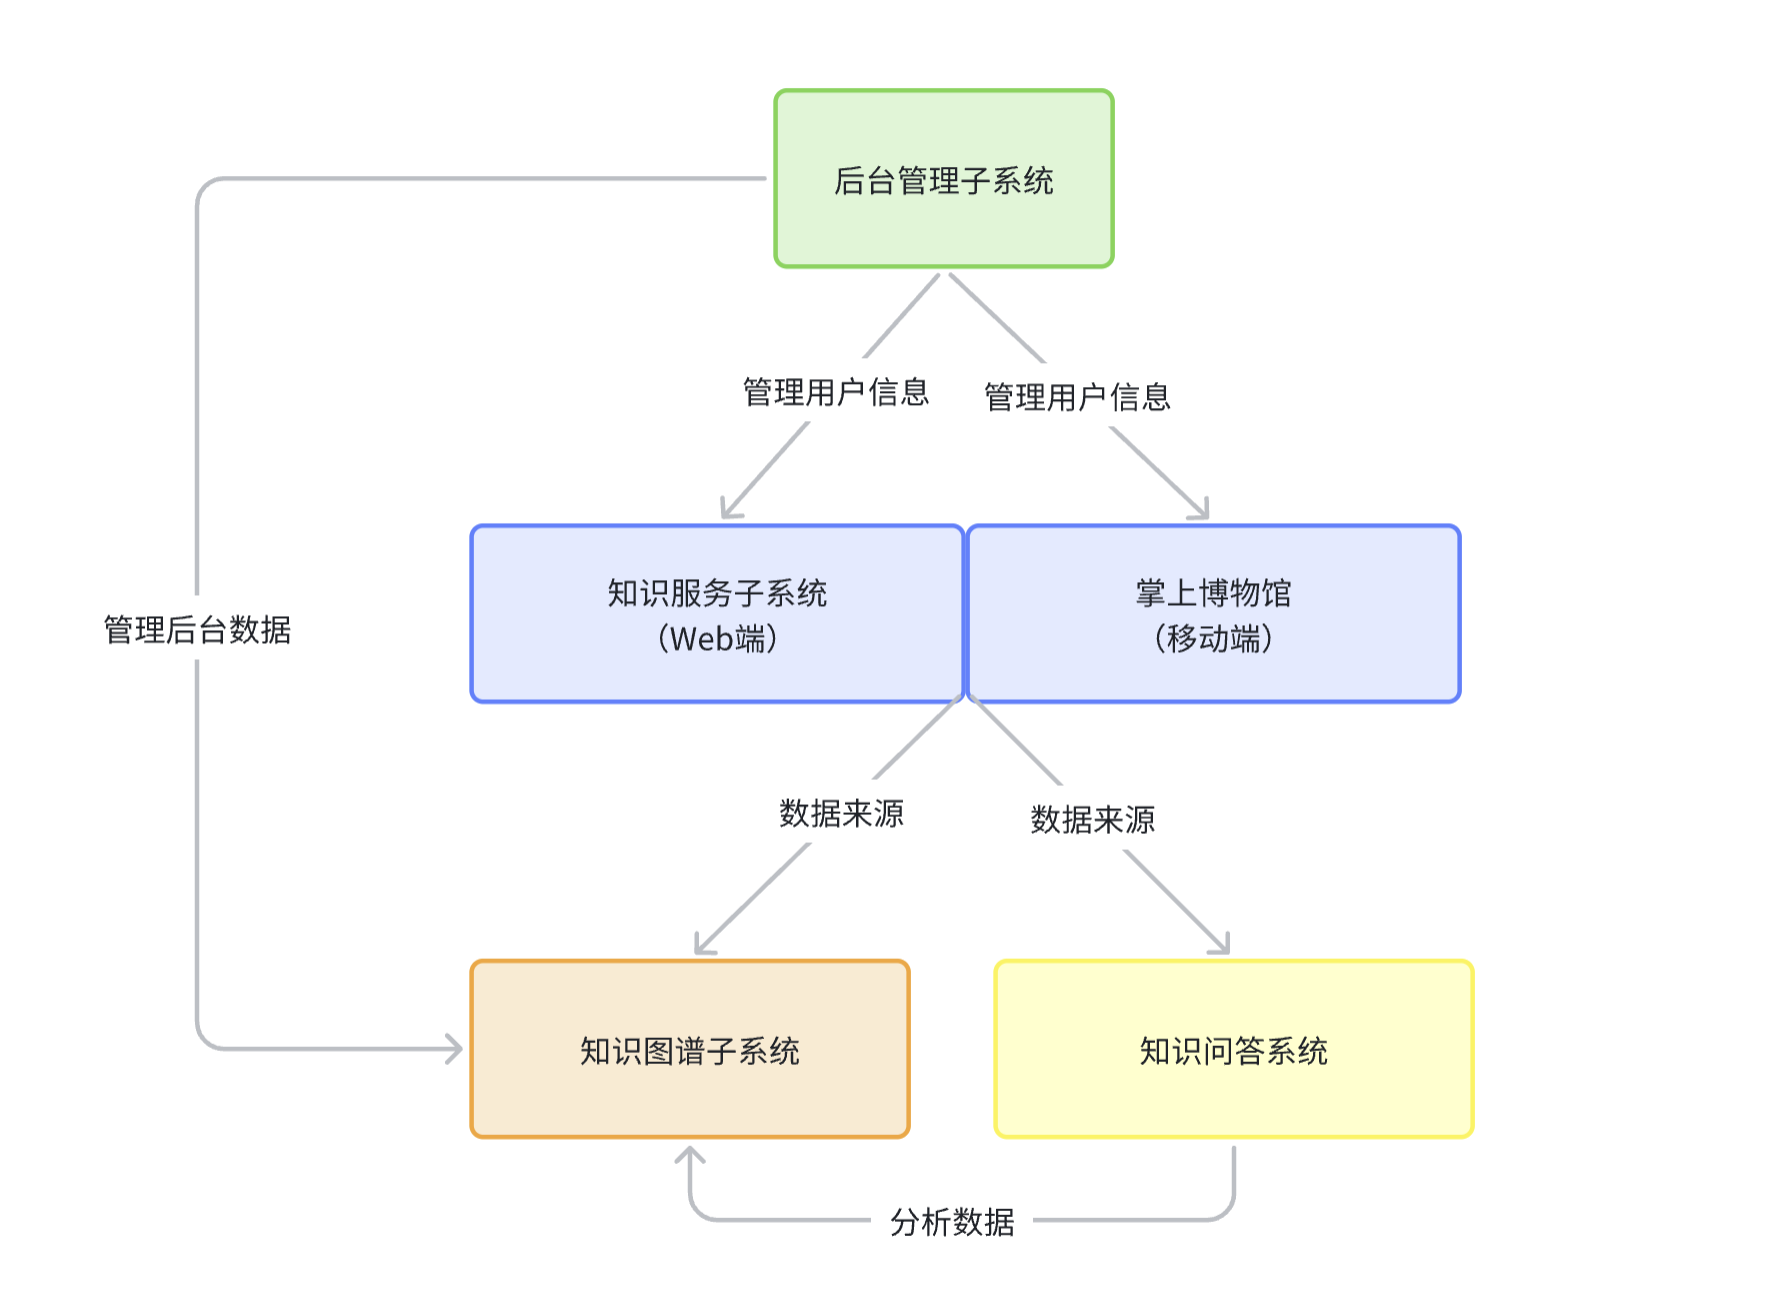 后台管理子系统
管理用户信息
管理用户信息
知识服务子系统
（Web端）
掌上博物馆
（移动端）
管理后台数据
数据来源
数据来源
知识图谱子系统
知识问答系统
分析数据